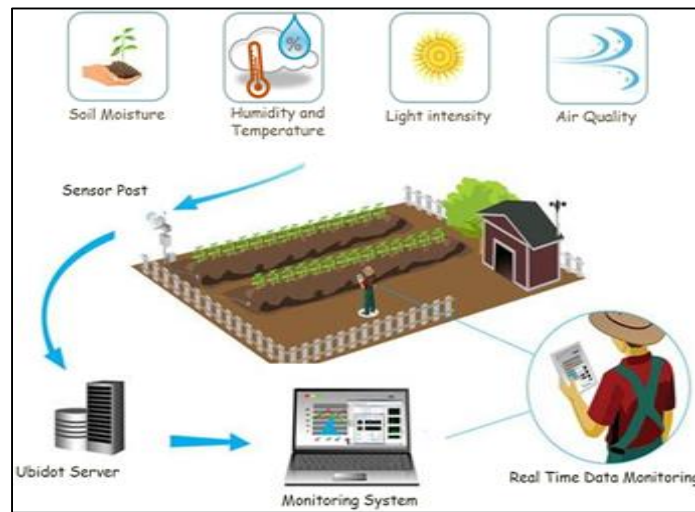 Soil Moisture
Humidity and
Temperature
%
Light intensity
Air Quality
Sensor Post
Ubidot Server
Monitoring System
Real Time Data Monitoring